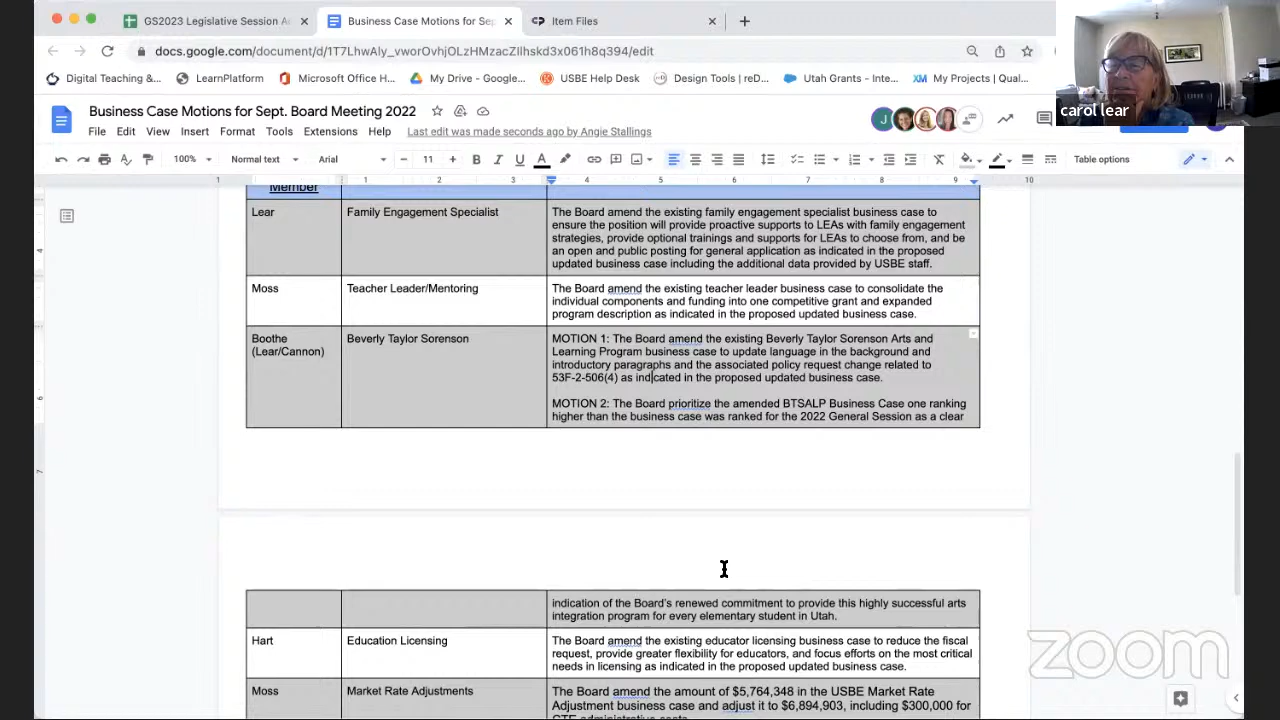 GS2023 Legislative Session A
Business Case Motions for Sep
Item Files
docs.google.com/document/d/1T7LhwAly_vworOvhjOLzHMzacZIlhskd3x061h8q394/edit
Digital Teaching &...
LearnPlatform
Microsoft Office H...
My Drive - Google...
USBE Help Desk
Design Tools | reD...
Utah Grants - Inte...
My Projects | Qual...
carol lear
Business Case Motions for Sept. Board Meeting 2022
File Edit View Insert Format Tools Extensions Help Last edit was made seconds ago by Angie Stallings
100% Normal text Arial 11 Table options
1 1 2 3 4 5 6 7 8 9 10
Member
Lear
Family Engagement Specialist
The Board amend the existing family engagement specialist business case to
ensure the position will provide proactive supports to LEAs with family engagement
strategies, provide optional trainings and supports for LEAs to choose from, and be
an open and public posting for general application as indicated in the proposed
updated business case including the additional data provided by USBE staff.
Moss
Teacher Leader/Mentoring
The Board amend the existing teacher leader business case to consolidate the
individual components and funding into one competitive grant and expanded
program description as indicated in the proposed updated business case.
Boothe
(Lear/Cannon)
Beverly Taylor Sorenson
MOTION 1: The Board amend the existing Beverly Taylor Sorenson Arts and
Learning Program business case to update language in the background and
introductory paragraphs and the associated policy request change related to
53F-2-506(4) as indicated in the proposed updated business case.
MOTION 2: The Board prioritize the amended BTSALP Business Case one ranking
higher than the business case was ranked for the 2022 General Session as a clear
indication of the Board's renewed commitment to provide this highly successful arts
integration program for every elementary student in Utah.
Hart
Education Licensing
The Board amend the existing educator licensing business case to reduce the fiscal
request, provide greater flexibility for educators, and focus efforts on the most critical
needs in licensing as indicated in the proposed updated business case.
Moss
Market Rate Adjustments
The Board amend the amount of $5,764,348 in the USBE Market Rate
Adjustment business case and adjust it to $6,894,903, including $300,000 for
CTE administrative costs
zoom